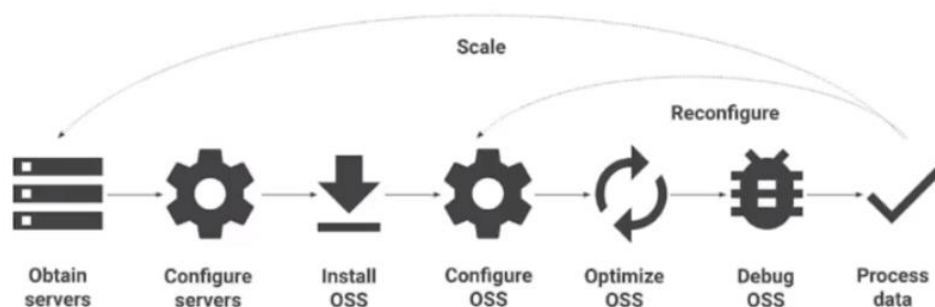 Scale
Reconfigure
Obtain
servers
Configure
servers
Install
OSS
Configure
OSS
Optimize
OSS
Debug
OSS
Process
data